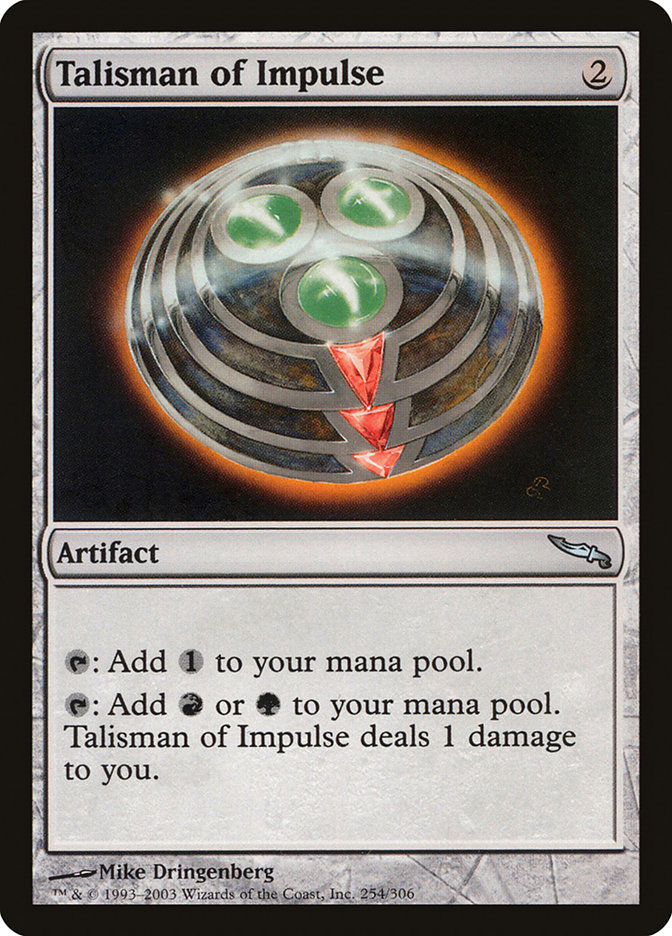 Talisman of Impulse 2
Artifact
: Add 1 to your mana pool.
: Add or to your mana pool.
Talisman of Impulse deals 1 damage
to you.
Mike Dringenberg
™ & © 1993–2003 Wizards of the Coast, Inc. 254/306